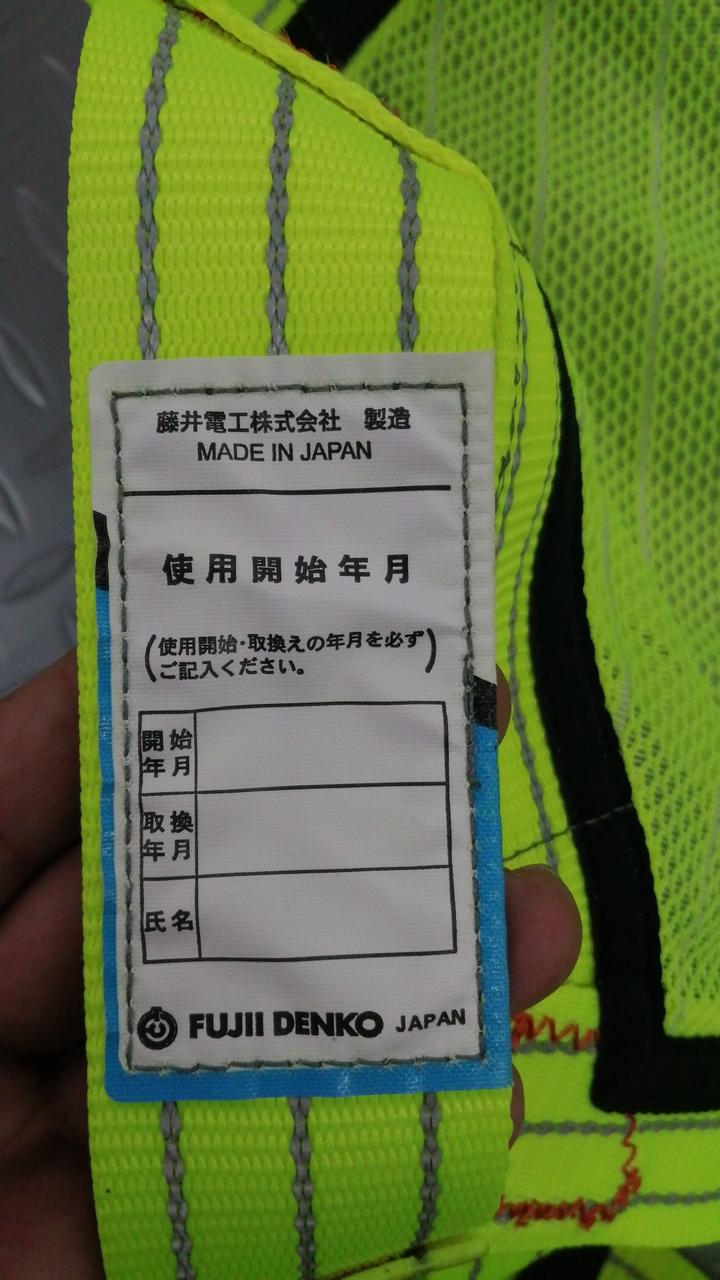 藤井電工株式会社 製造
MADE IN JAPAN
使用開始年月
(使用開始・取換えの年月を必ず
ご記入ください。)
開始
年月
取換
年月
氏名
FUJII DENKO JAPAN